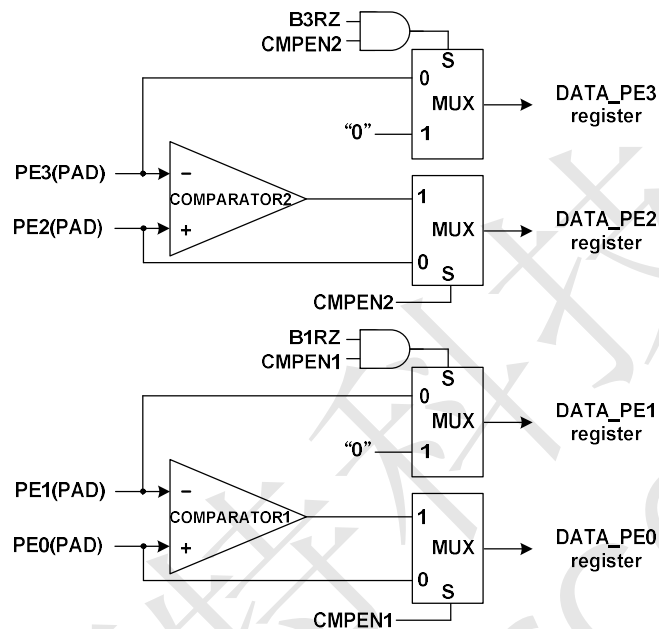 B3RZ
CMPEN2
S
0
MUX
DATA_PE3
register
“0”
1
PE3(PAD)
−
COMPARATOR2
PE2(PAD)
+
1
MUX
DATA_PE2
register
0
S
CMPEN2
B1RZ
CMPEN1
S
0
MUX
DATA_PE1
register
“0”
1
PE1(PAD)
−
COMPARATOR1
PE0(PAD)
+
1
MUX
DATA_PE0
register
0
S
CMPEN1